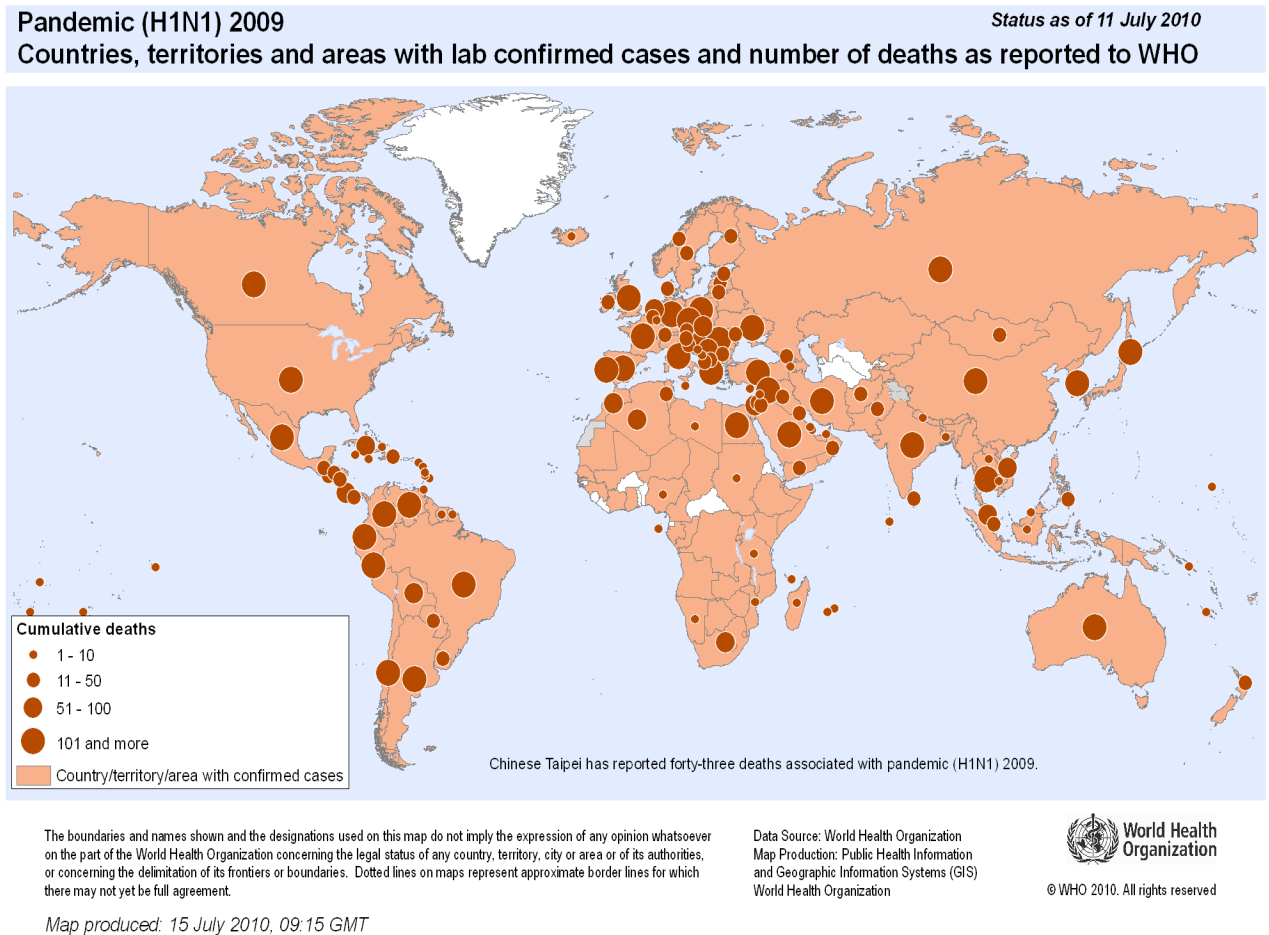 Pandemic (H1N1) 2009
Status as of 11 July 2010
Countries, territories and areas with lab confirmed cases and number of deaths as reported to WHO
Cumulative deaths
1 - 10
11 - 50
51 - 100
101 and more
Country/territory/area with confirmed cases
Chinese Taipei has reported forty-three deaths associated with pandemic (H1N1) 2009.
The boundaries and names shown and the designations used on this map do not imply the expression of any opinion whatsoever
on the part of the World Health Organization concerning the legal status of any country, territory, city or area or of its authorities,
or concerning the delimitation of its frontiers or boundaries. Dotted lines on maps represent approximate border lines for which
there may not yet be full agreement.
Data Source: World Health Organization
Map Production: Public Health Information
and Geographic Information Systems (GIS)
World Health Organization
World Health
Organization
© WHO 2010. All rights reserved
Map produced: 15 July 2010, 09:15 GMT